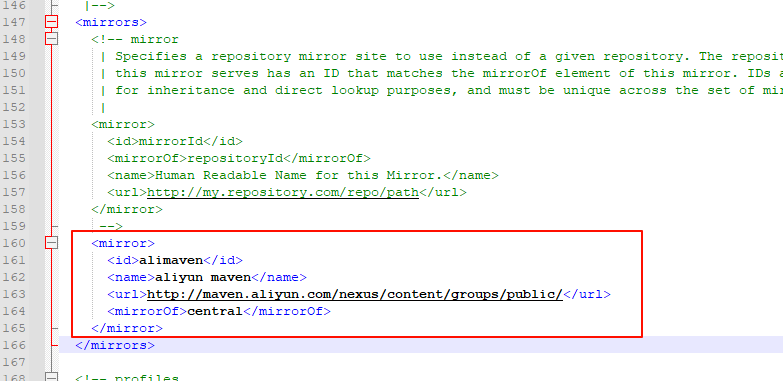 146 |-->
147 <mirrors>
148 <!-- mirror
149 | Specifies a repository mirror site to use instead of a given repository. The reposit
150 | this mirror serves has an ID that matches the mirrorOf element of this mirror. IDs a
151 | for inheritance and direct lookup purposes, and must be unique across the set of mir
152 |
153 <mirror>
154 <id>mirrorId</id>
155 <mirrorOf>repositoryId</mirrorOf>
156 <name>Human Readable Name for this Mirror.</name>
157 <url>http://my.repository.com/repo/path</url>
158 </mirror>
159 -->
160 <mirror>
161 <id>alimaven</id>
162 <name>aliyun maven</name>
163 <url>http://maven.aliyun.com/nexus/content/groups/public/</url>
164 <mirrorOf>central</mirrorOf>
165 </mirror>
166 </mirrors>
167
168 <!-- profiles